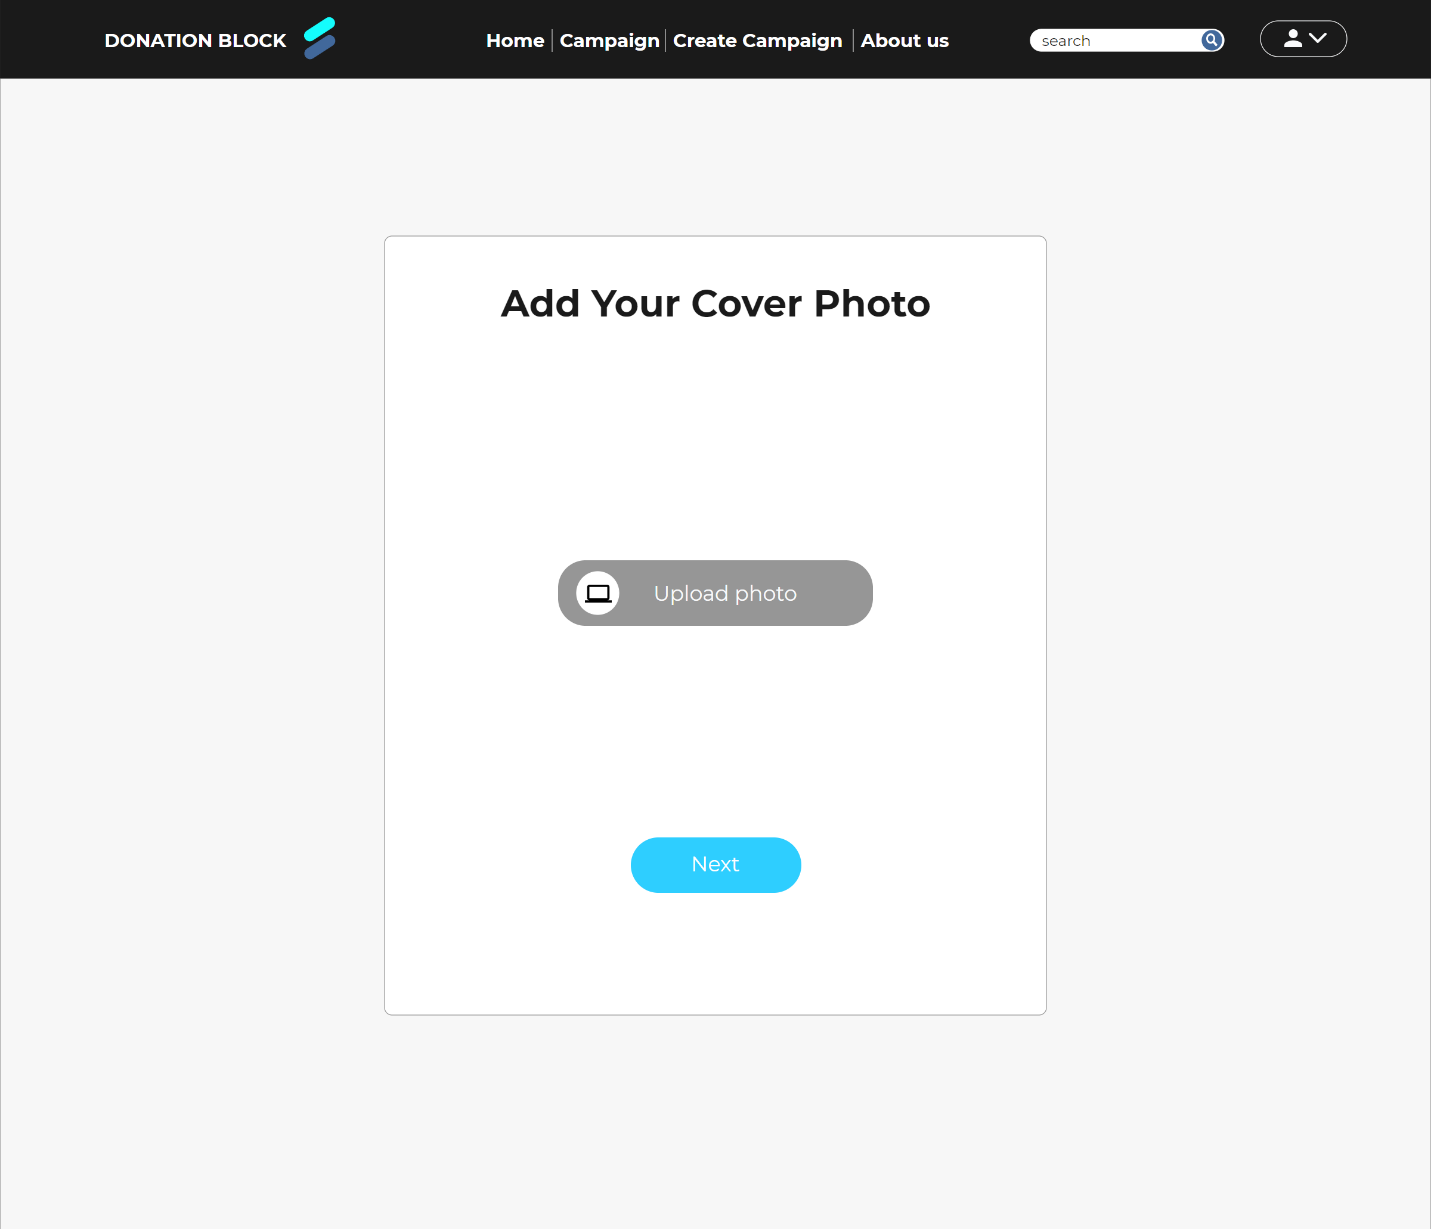 DONATION BLOCK
Home
Campaign
Create Campaign
About us
search
Add Your Cover Photo
Upload photo
Next